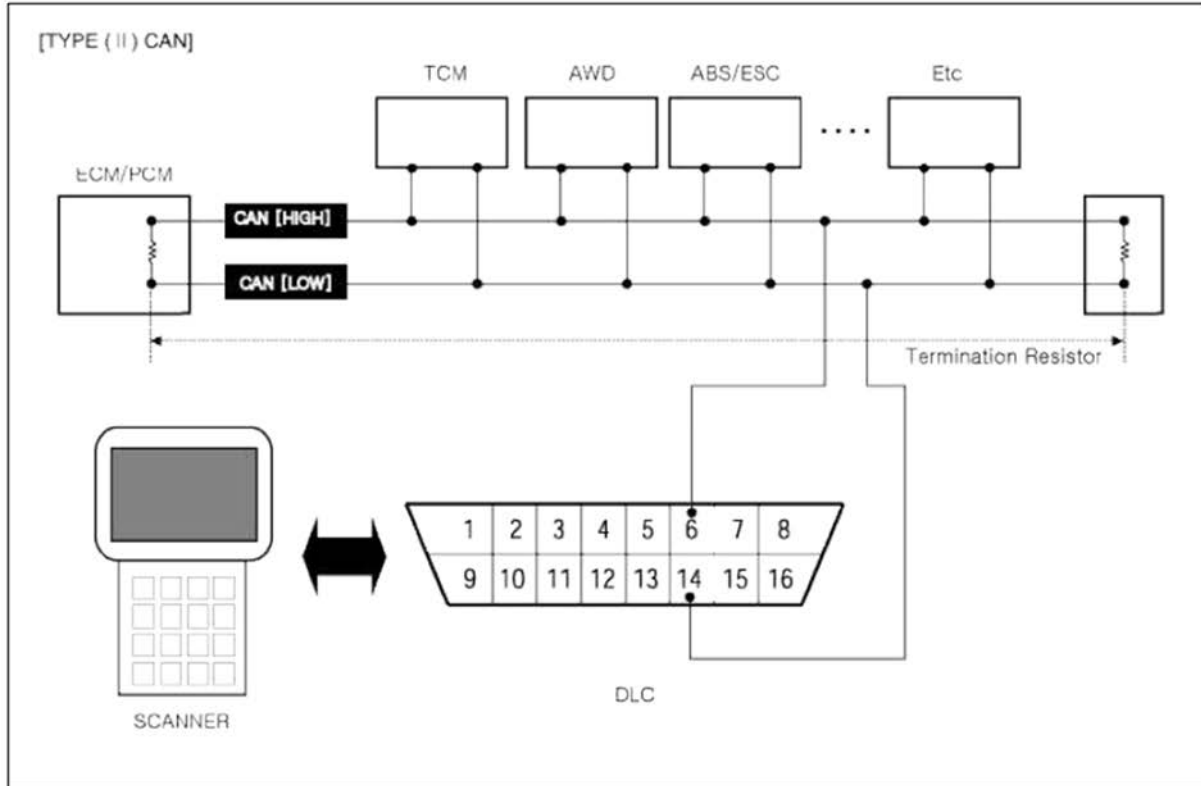 [TYPE (II) CAN]
TCM
AWD
ABS/ESC
Etc
ECM/PCM
CAN [HIGH]
CAN [LOW]
Termination Resistor
1 2 3 4 5 6 7 8
9 10 11 12 13 14 15 16
DLC
SCANNER